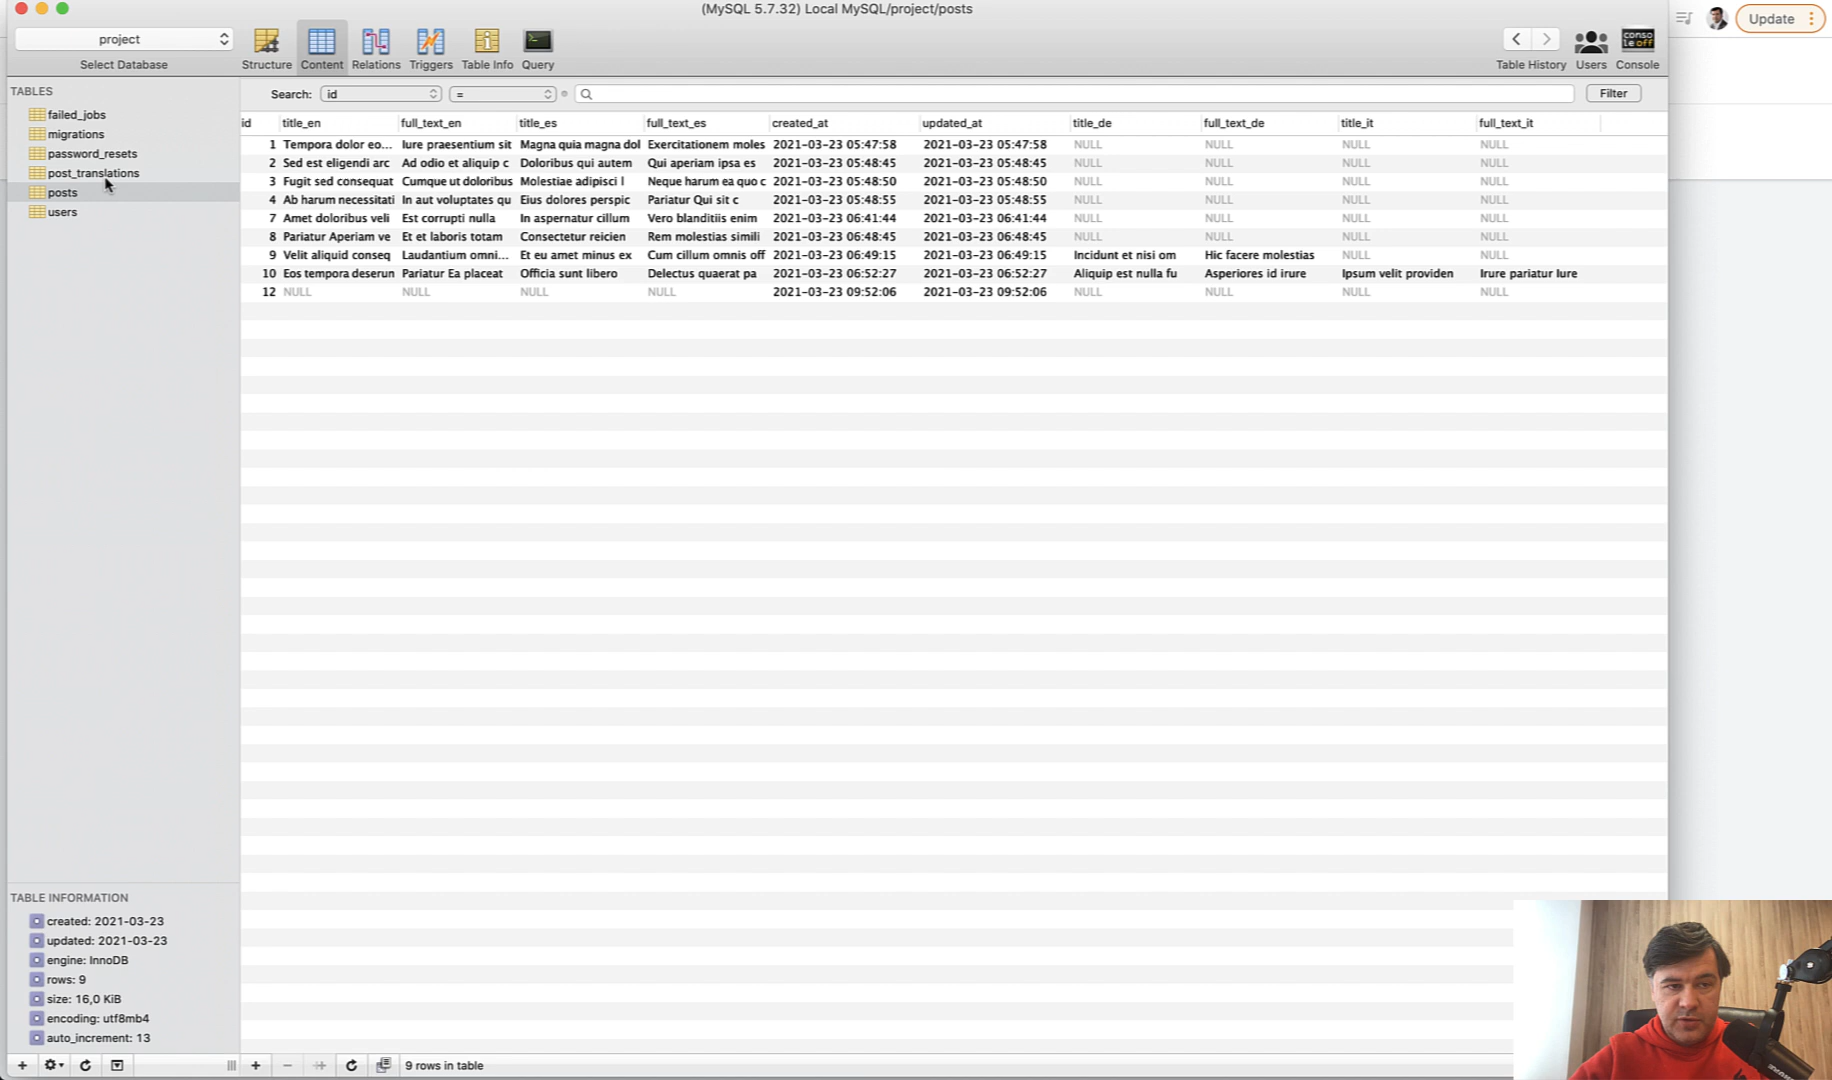 (MySQL 5.7.32) Local MySQL/project/posts
Update
project
Select Database
Structure Content Relations Triggers Table Info Query
Table History Users Console
conso
le off
TABLES
failed_jobs
migrations
password_resets
post_translations
posts
users
Search: id = Filter
id title_en full_text_en title_es full_text_es created_at updated_at title_de full_text_de title_it full_text_it
1 Tempora dolor eo... Iure praesentium sit Magna quia magna dol Exercitationem moles 2021-03-23 05:47:58 2021-03-23 05:47:58 NULL NULL NULL NULL
2 Sed est eligendi arc Ad odio et aliquip c Doloribus qui autem Qui aperiam ipsa es 2021-03-23 05:48:45 2021-03-23 05:48:45 NULL NULL NULL NULL
3 Fugit sed consequat Cumque ut doloribus Molestiae adipisci l Neque harum ea quo c 2021-03-23 05:48:50 2021-03-23 05:48:50 NULL NULL NULL NULL
4 Ab harum necessitati In aut voluptates qu Eius dolores perspic Pariatur Qui sit c 2021-03-23 05:48:55 2021-03-23 05:48:55 NULL NULL NULL NULL
7 Amet doloribus veli Est corrupti nulla In aspernatur cillum Vero blanditiis enim 2021-03-23 06:41:44 2021-03-23 06:41:44 NULL NULL NULL NULL
8 Pariatur Aperiam ve Et et laboris totam Consectetur reicien Rem molestias simili 2021-03-23 06:48:45 2021-03-23 06:48:45 NULL NULL NULL NULL
9 Velit aliquid conseq Laudantium omni... Et eu amet minus ex Cum cillum omnis off 2021-03-23 06:49:15 2021-03-23 06:49:15 Incidunt et nisi om Hic facere molestias NULL NULL
10 Eos tempora deserun Pariatur Ea placeat Officia sunt libero Delectus quaerat pa 2021-03-23 06:52:27 2021-03-23 06:52:27 Aliquip est nulla fu Asperiores id irure Ipsum velit providen Irure pariatur Iure
12 NULL NULL NULL NULL 2021-03-23 09:52:06 2021-03-23 09:52:06 NULL NULL NULL NULL
TABLE INFORMATION
created: 2021-03-23
updated: 2021-03-23
engine: InnoDB
rows: 9
size: 16,0 KiB
encoding: utf8mb4
auto_increment: 13
9 rows in table